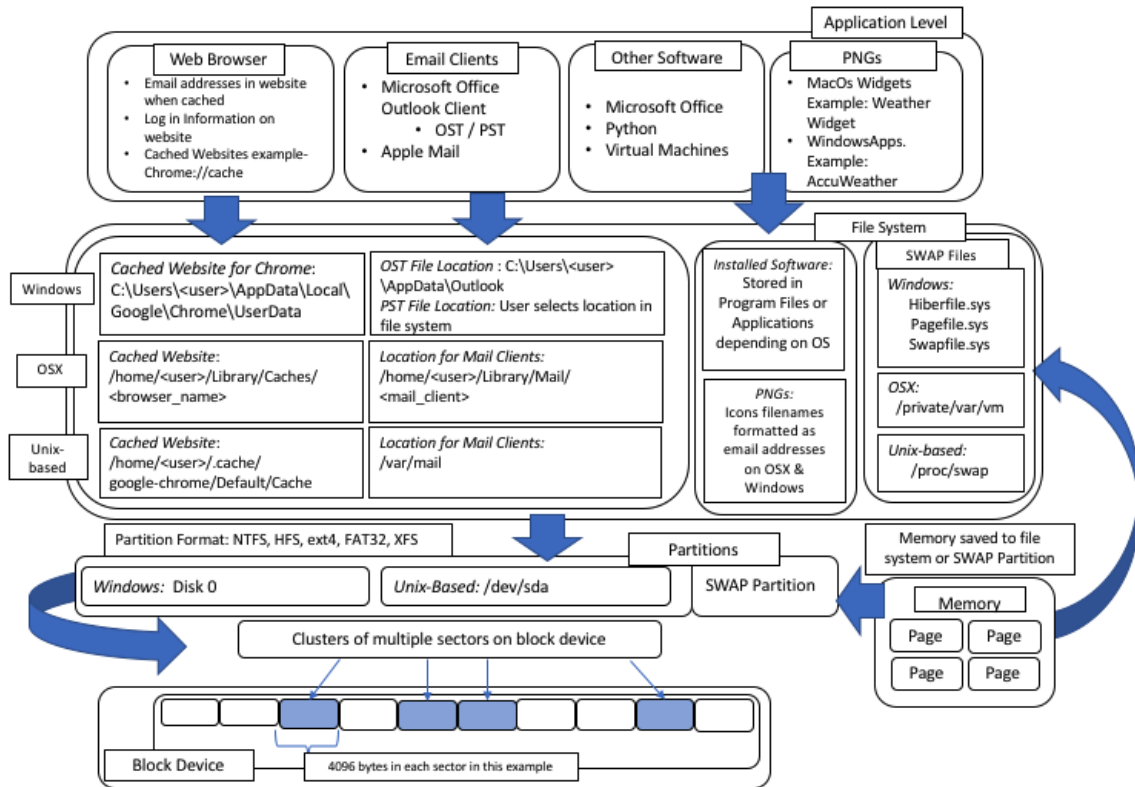 Application Level
Web Browser
• Email addresses in website
when cached
• Log in Information on
website
• Cached Websites example-
Chrome://cache
Email Clients
• Microsoft Office
Outlook Client
• OST / PST
• Apple Mail
Other Software
• Microsoft Office
• Python
• Virtual Machines
PNGs
• MacOs Widgets
Example: Weather
Widget
• WindowsApps.
Example:
AccuWeather
File System
Windows
Cached Website for Chrome:
C:\Users\<user>\AppData\Local\
Google\Chrome\UserData
OST File Location : C:\Users\<user>
\AppData\Outlook
PST File Location: User selects location in
file system
OSX
Cached Website:
/home/<user>/Library/Caches/
<browser_name>
Location for Mail Clients:
/home/<user>/Library/Mail/
<mail_client>
Unix-
based
Cached Website:
/home/<user>/.cache/
google-chrome/Default/Cache
Location for Mail Clients:
/var/mail
Installed Software:
Stored in
Program Files or
Applications
depending on OS
PNGs:
Icons filenames
formatted as
email addresses
on OSX &
Windows
SWAP Files
Windows:
Hiberfile.sys
Pagefile.sys
Swapfile.sys
OSX:
/private/var/vm
Unix-based:
/proc/swap
Partition Format: NTFS, HFS, ext4, FAT32, XFS
Partitions
Windows: Disk 0
Unix-Based: /dev/sda
SWAP Partition
Memory saved to file
system or SWAP Partition
Memory
Page
Page
Page
Page
Clusters of multiple sectors on block device
Block Device
4096 bytes in each sector in this example